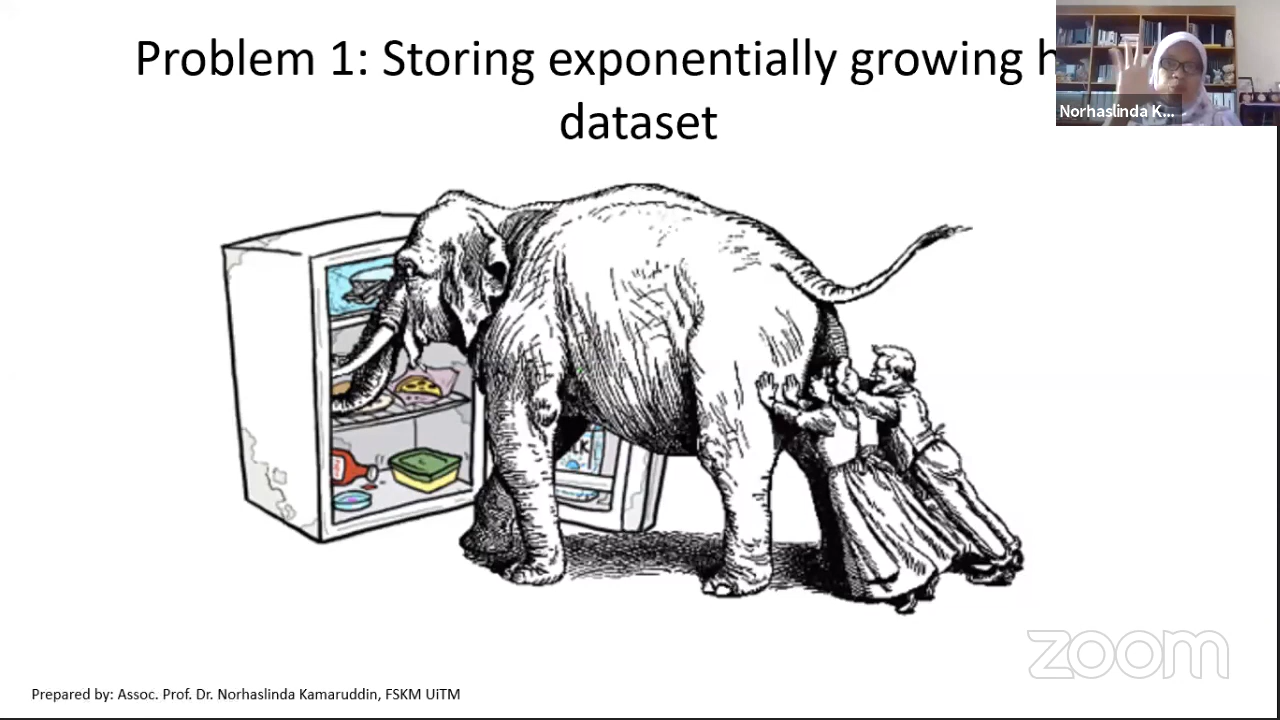 Problem 1: Storing exponentially growing
dataset
Norhaslinda K...
zoom
Prepared by: Assoc. Prof. Dr. Norhaslinda Kamaruddin, FSKM UiTM